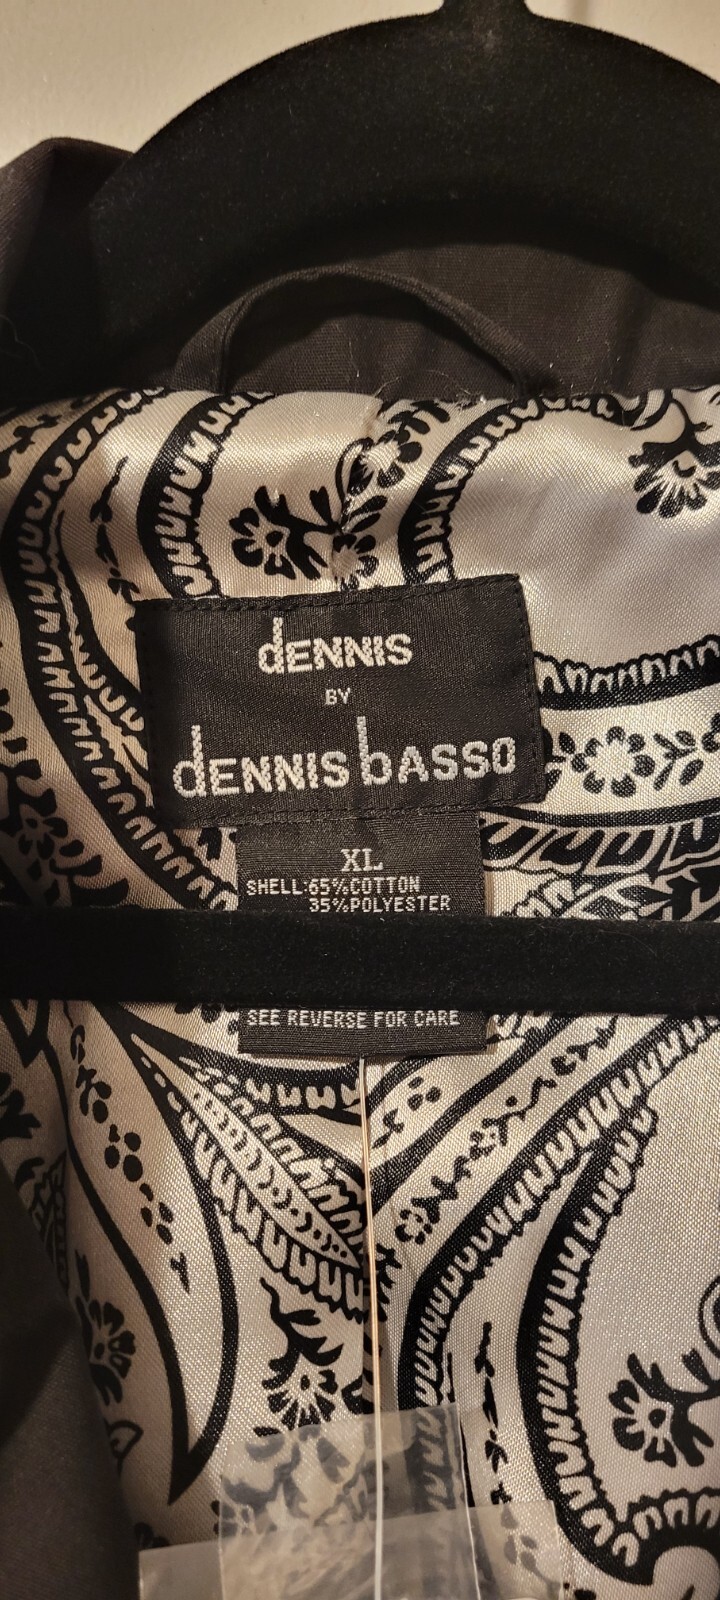 dENNIS
BY
dENNIS bASSO
XL
SHELL:65%COTTON
35%POLYESTER
SEE REVERSE FOR CARE